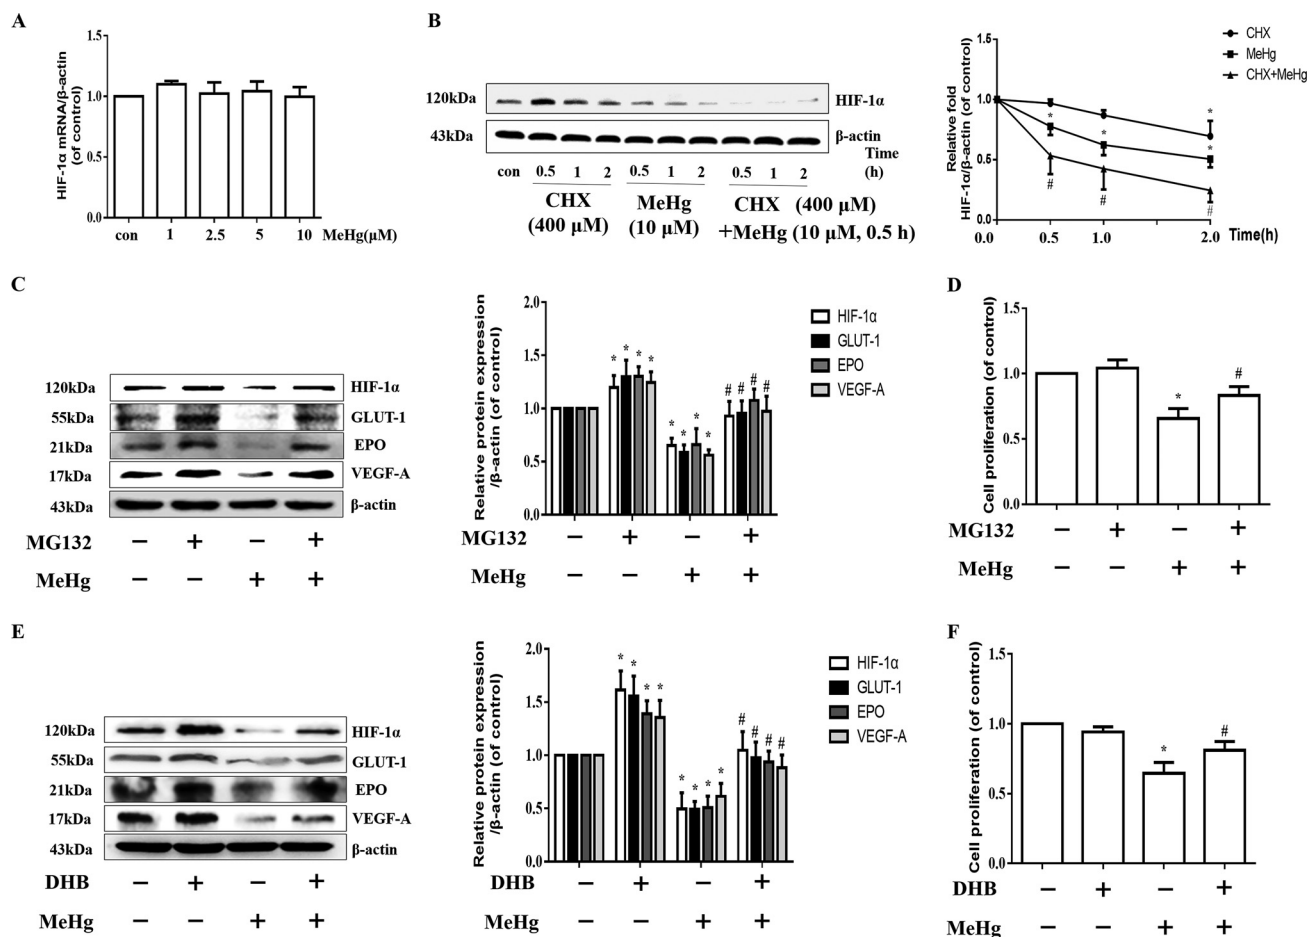 A
HIF-1α mRNA/β-actin
(of control)
1.5
1.0
0.5
0.0
con 1 2.5 5 10 MeHg(μM)
B
120kDa
HIF-1α
43kDa
β-actin
Time
con 0.5 1 2 0.5 1 2 0.5 1 2 (h)
CHX MeHg CHX (400 μM)
(400 μM) (10 μM) +MeHg (10 μM, 0.5 h)
Relative fold
HIF-1α/β-actin (of control)
1.5
1.0
0.5
0.0
* * * *
# # #
0.0 0.5 1.0 2.0 Time(h)
CHX
MeHg
CHX+MeHg
C
120kDa HIF-1α
55kDa GLUT-1
21kDa EPO
17kDa VEGF-A
43kDa β-actin
MG132 − + − +
MeHg − − + +
Relative protein expression
/β-actin (of control)
2.0
1.5
1.0
0.5
0.0
* * * * * * * * # # # #
MG132 − + − +
MeHg − − + +
HIF-1α
GLUT-1
EPO
VEGF-A
D
Cell proliferation (of control)
1.5
1.0
0.5
0.0
* #
MG132 − + − +
MeHg − − + +
E
120kDa HIF-1α
55kDa GLUT-1
21kDa EPO
17kDa VEGF-A
43kDa β-actin
DHB − + − +
MeHg − − + +
Relative protein expression
/β-actin (of control)
2.0
1.5
1.0
0.5
0.0
* * * * * * * * # # # #
DHB − + − +
MeHg − − + +
HIF-1α
GLUT-1
EPO
VEGF-A
F
Cell proliferation (of control)
1.5
1.0
0.5
0.0
* #
DHB − + − +
MeHg − − + +